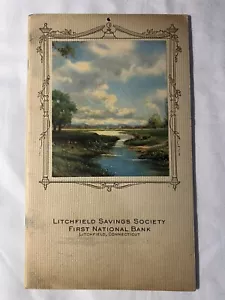 LITCHFIELD SAVINGS SOCIETY
FIRST NATIONAL BANK
LITCHFIELD, CONNECTICUT